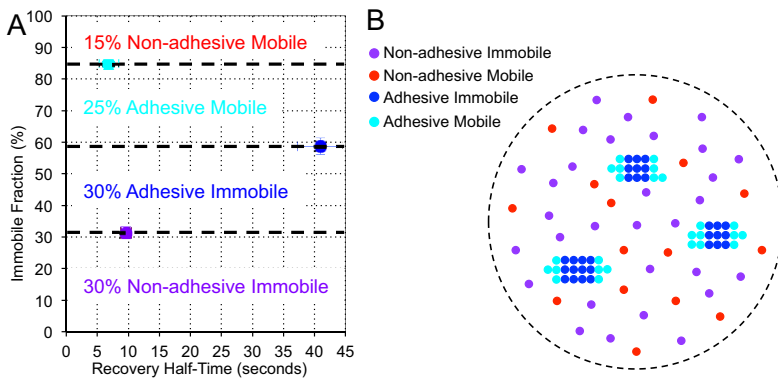 A
100
90
80
70
60
50
40
30
20
10
0
Immobile Fraction (%)
15% Non-adhesive Mobile
25% Adhesive Mobile
30% Adhesive Immobile
30% Non-adhesive Immobile
0 5 10 15 20 25 30 35 40 45
Recovery Half-Time (seconds)
B
Non-adhesive Immobile
Non-adhesive Mobile
Adhesive Immobile
Adhesive Mobile